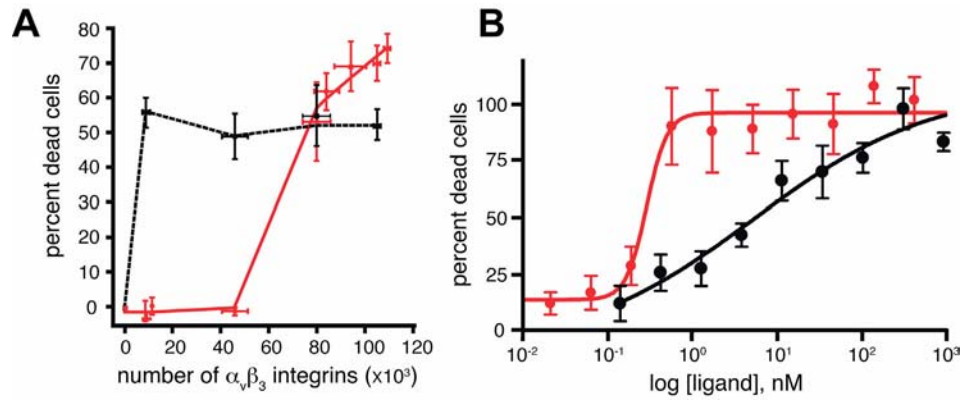 A
percent dead cells
80
70
60
50
40
30
20
10
0
0 20 40 60 80 100 120
number of αvβ3 integrins (x10³)
B
percent dead cells
100
75
50
25
0
10⁻² 10⁻¹ 10⁰ 10¹ 10² 10³
log [ligand], nM